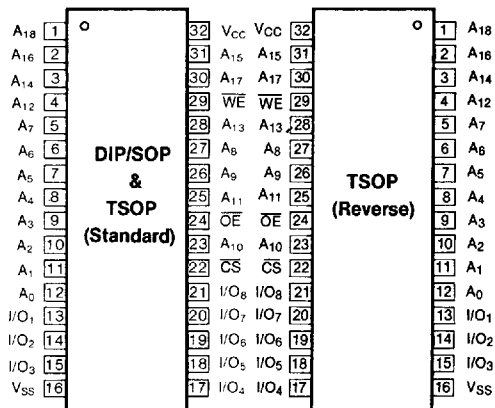 A18 1 32 VCC VCC 32 1 A18
A16 2 31 A15 A15 31 2 A16
A14 3 30 A17 A17 30 3 A14
A12 4 29 WE WE 29 4 A12
A7 5 28 A13 A13 28 5 A7
A6 6 27 A8 A8 27 6 A6
A5 7 26 A9 A9 26 7 A5
A4 8 25 A11 A11 25 8 A4
A3 9 24 OE OE 24 9 A3
A2 10 23 A10 A10 23 10 A2
A1 11 22 CS CS 22 11 A1
A0 12 21 I/O8 I/O8 21 12 A0
I/O1 13 20 I/O7 I/O7 20 13 I/O1
I/O2 14 19 I/O6 I/O6 19 14 I/O2
I/O3 15 18 I/O5 I/O5 18 15 I/O3
VSS 16 17 I/O4 I/O4 17 16 VSS
DIP/SOP
&
TSOP
(Standard)
TSOP
(Reverse)